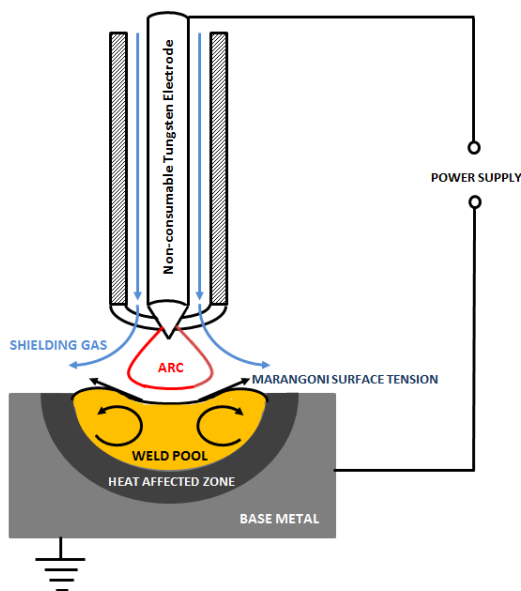 Non-consumable Tungsten Electrode
POWER SUPPLY
SHIELDING GAS
ARC
MARANGONI SURFACE TENSION
WELD POOL
HEAT AFFECTED ZONE
BASE METAL